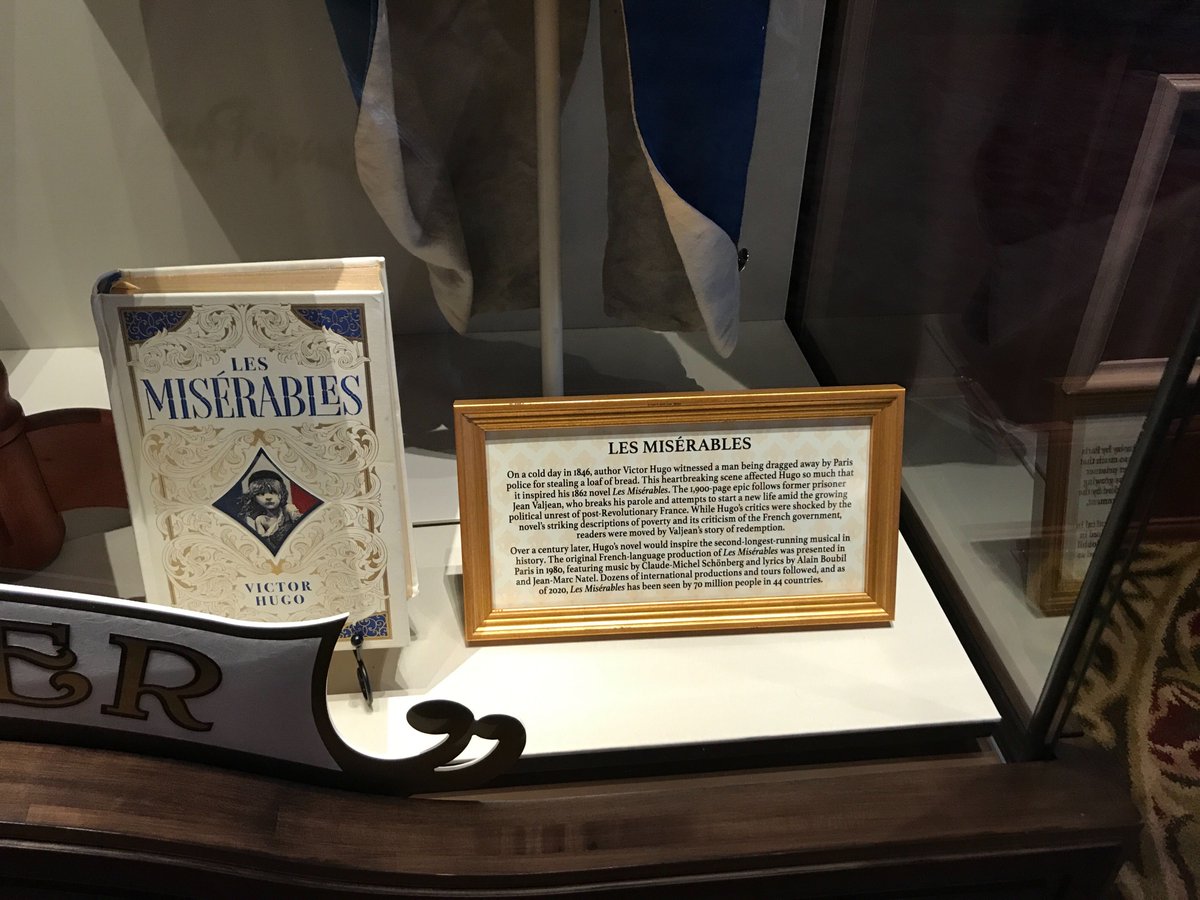 LES
MISÉRABLES
VICTOR
HUGO
ER
LES MISÉRABLES
On a cold day in 1846, author Victor Hugo witnessed a man being dragged away by Paris
police for stealing a loaf of bread. This heartbreaking scene affected Hugo so much that
it inspired his 1862 novel Les Misérables. The 1,900-page epic follows former prisoner
Jean Valjean, who breaks his parole and attempts to start a new life amid the growing
political unrest of post-Revolutionary France. While Hugo's critics were shocked by the
novel's striking descriptions of poverty and its criticism of the French government,
readers were moved by Valjean's story of redemption.
Over a century later, Hugo's novel would inspire the second-longest-running musical in
history. The original French-language production of Les Misérables was presented in
Paris in 1980, featuring music by Claude-Michel Schönberg and lyrics by Alain Boubil
and Jean-Marc Natel. Dozens of international productions and tours followed, and as
of 2020, Les Misérables has been seen by 70 million people in 44 countries.